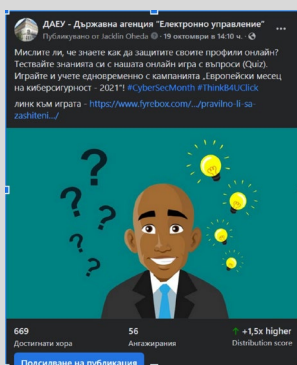 ДАЕУ - Държавна агенция "Електронно управление"
Публикувано от Jacklin Oheda · 19 октомври в 14:10 ч. ·
Мислите ли, че знаете как да защитите своите профили онлайн?
Тествайте знанията си с нашата онлайн игра с въпроси (Quiz).
Играйте и учете едновременно с кампанията „Европейски месец
на киберсигурност - 2021“! #CyberSecMonth #ThinkB4UClick
линк към играта - https://www.fyrebox.com/.../pravilno-li-sa-
zashiteni.../
669
56
+1,5x higher
Достигнати хора
Ангажирания
Distribution score
Подсилване на публикация